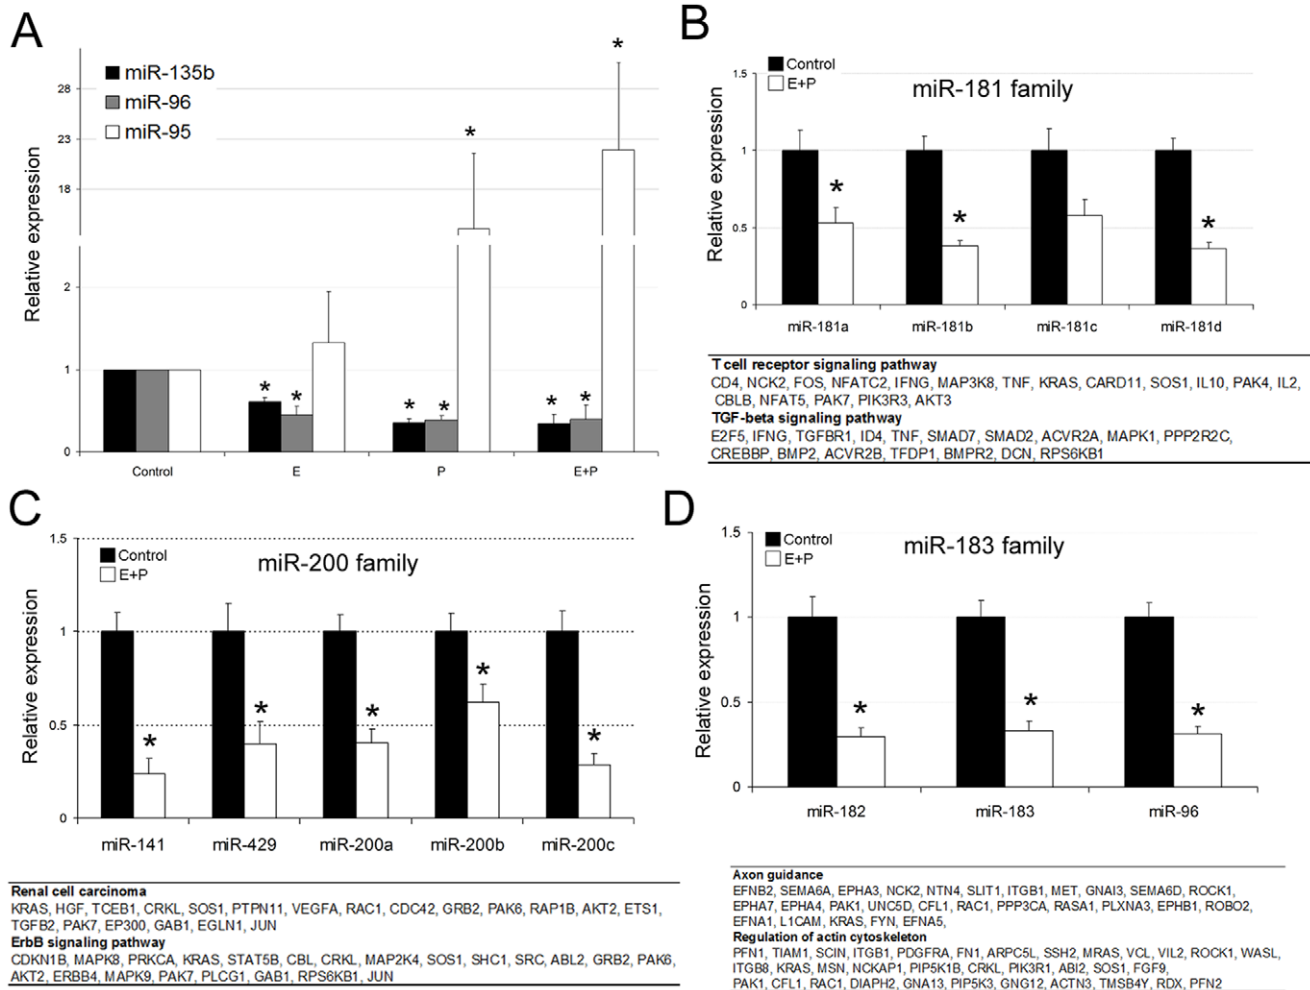 A
miR-135b
miR-96
miR-95
Relative expression
28
23
18
2
1
0
*
*
*
*
*
*
*
*
Control
E
P
E+P
B
Control
E+P
miR-181 family
Relative expression
1.5
1
0.5
0
*
*
*
miR-181a
miR-181b
miR-181c
miR-181d
T cell receptor signaling pathway
CD4, NCK2, FOS, NFATC2, IFNG, MAP3K8, TNF, KRAS, CARD11, SOS1, IL10, PAK4, IL2,
CBLB, NFAT5, PAK7, PIK3R3, AKT3
TGF-beta signaling pathway
E2F5, IFNG, TGFBR1, ID4, TNF, SMAD7, SMAD2, ACVR2A, MAPK1, PPP2R2C,
CREBBP, BMP2, ACVR2B, TFDP1, BMPR2, DCN, RPS6KB1
C
Control
E+P
miR-200 family
Relative expression
1.5
1
0.5
0
*
*
*
*
*
miR-141
miR-429
miR-200a
miR-200b
miR-200c
Renal cell carcinoma
KRAS, HGF, TCEB1, CRKL, SOS1, PTPN11, VEGFA, RAC1, CDC42, GRB2, PAK6, RAP1B, AKT2, ETS1,
TGFB2, PAK7, EP300, GAB1, EGLN1, JUN
ErbB signaling pathway
CDKN1B, MAPK8, PRKCA, KRAS, STAT5B, CBL, CRKL, MAP2K4, SOS1, SHC1, SRC, ABL2, GRB2, PAK6,
AKT2, ERBB4, MAPK9, PAK7, PLCG1, GAB1, RPS6KB1, JUN
D
Control
E+P
miR-183 family
Relative expression
1.5
1
0.5
0
*
*
*
miR-182
miR-183
miR-96
Axon guidance
EFNB2, SEMA6A, EPHA3, NCK2, NTN4, SLIT1, ITGB1, MET, GNAI3, SEMA6D, ROCK1,
EPHA7, EPHA4, PAK1, UNC5D, CFL1, RAC1, PPP3CA, RASA1, PLXNA3, EPHB1, ROBO2,
EFNA1, L1CAM, KRAS, FYN, EFNA5,
Regulation of actin cytoskeleton
PFN1, TIAM1, SCIN, ITGB1, PDGFRA, FN1, ARPC5L, SSH2, MRAS, VCL, VIL2, ROCK1, WASL,
ITGB8, KRAS, MSN, NCKAP1, PIP5K1B, CRKL, PIK3R1, ABI2, SOS1, FGF9,
PAK1, CFL1, RAC1, DIAPH2, GNA13, PIP5K3, GNG12, ACTN3, TMSB4Y, RDX, PFN2